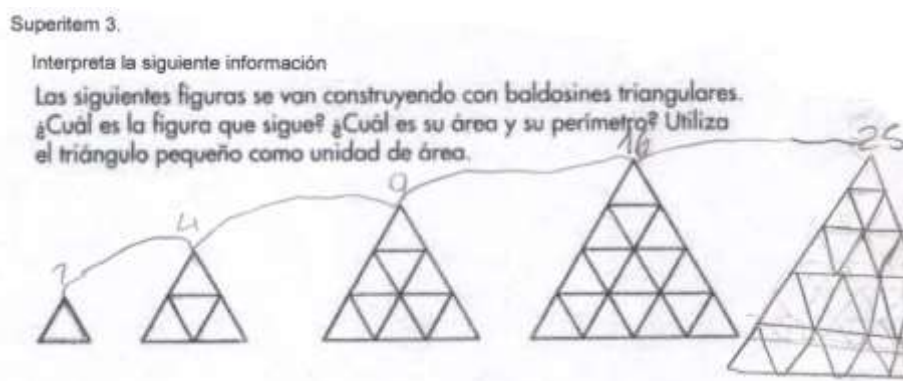 Superitem 3.
Interpreta la siguiente información
Las siguientes figuras se van construyendo con baldosines triangulares.
¿Cuál es la figura que sigue? ¿Cuál es su área y su perímetro? Utiliza
el triángulo pequeño como unidad de área.
1 4 9 16 25